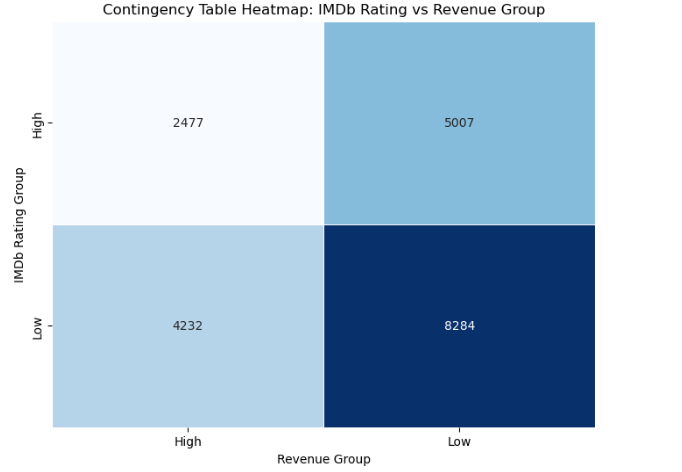 Contingency Table Heatmap: IMDb Rating vs Revenue Group
IMDb Rating Group
High
2477
5007
Low
4232
8284
High
Low
Revenue Group